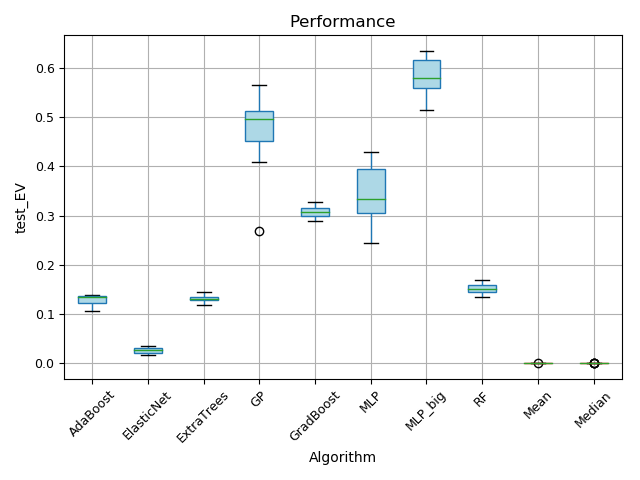 Performance
test_EV
0.6
0.5
0.4
0.3
0.2
0.1
0.0
AdaBoost
ElasticNet
ExtraTrees
GP
GradBoost
MLP
MLP_big
RF
Mean
Median
Algorithm